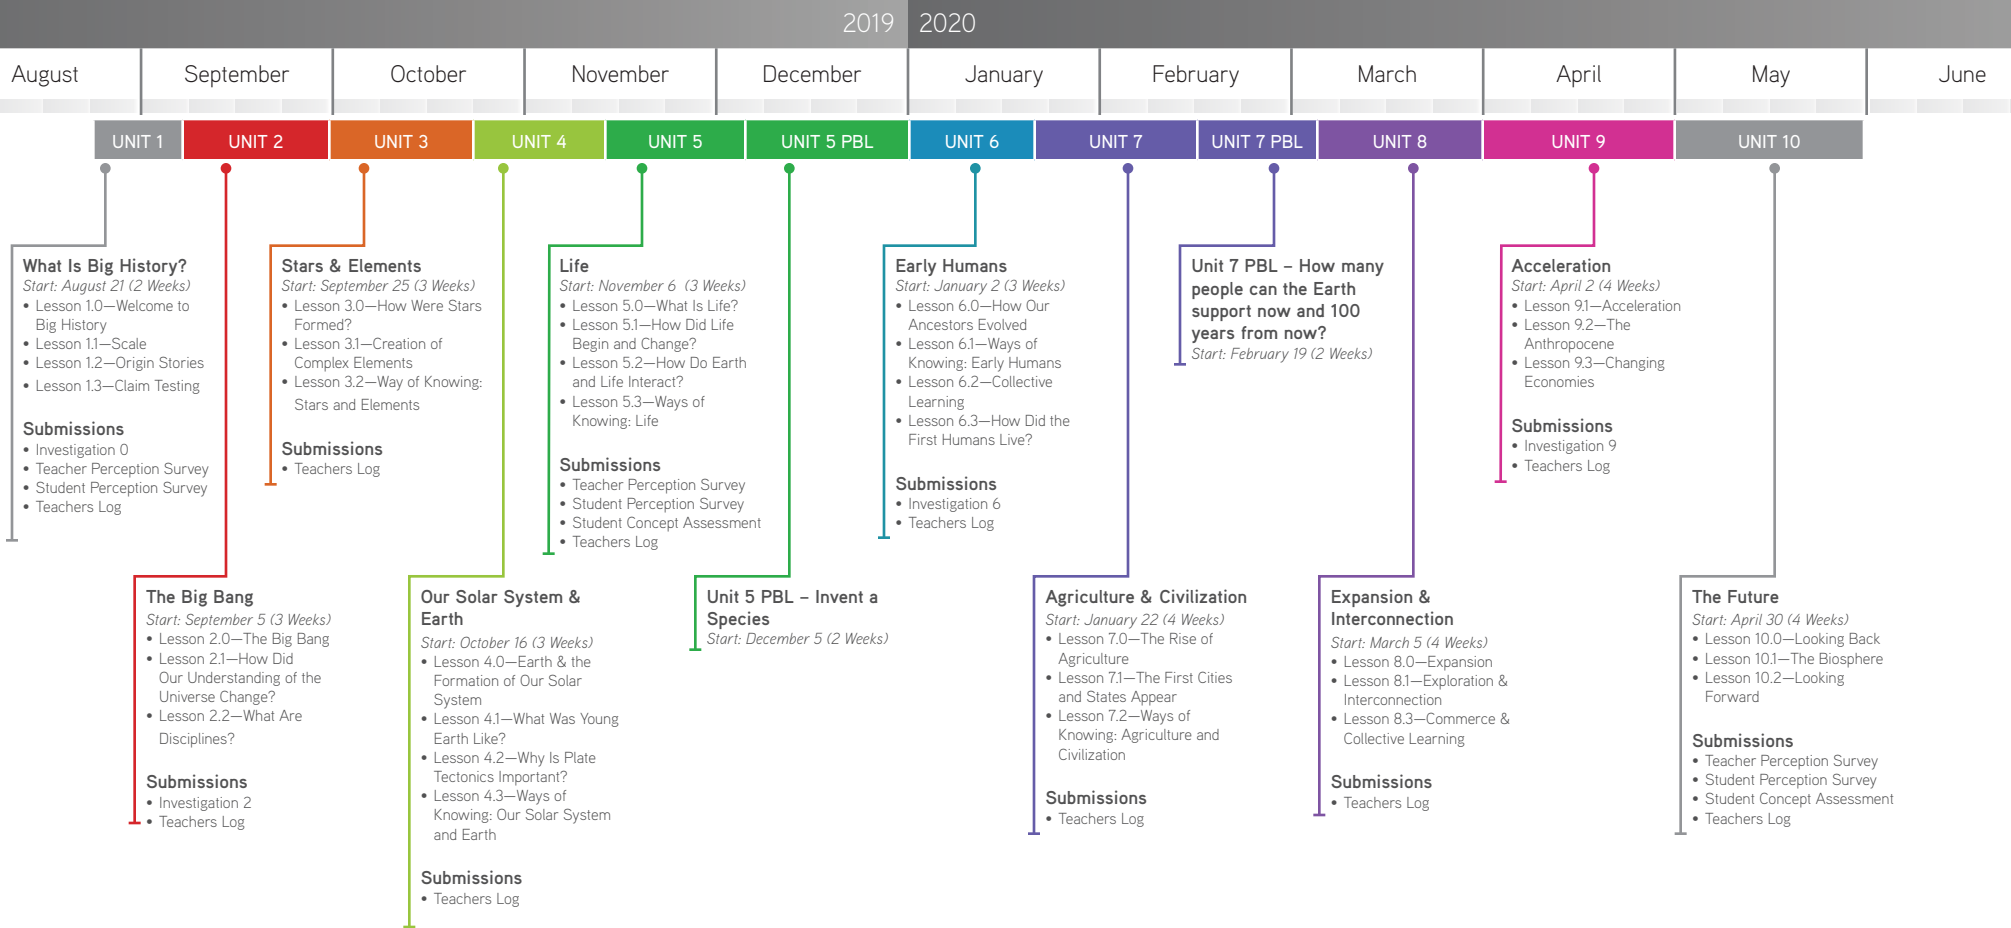 2019 2020
August September October November December January February March April May June
UNIT 1 UNIT 2 UNIT 3 UNIT 4 UNIT 5 UNIT 5 PBL UNIT 6 UNIT 7 UNIT 7 PBL UNIT 8 UNIT 9 UNIT 10
What Is Big History?
Start: August 21 (2 Weeks)
• Lesson 1.0—Welcome to
Big History
• Lesson 1.1—Scale
• Lesson 1.2—Origin Stories
• Lesson 1.3—Claim Testing
Submissions
• Investigation 0
• Teacher Perception Survey
• Student Perception Survey
• Teachers Log
The Big Bang
Start: September 5 (3 Weeks)
• Lesson 2.0—The Big Bang
• Lesson 2.1—How Did
Our Understanding of the
Universe Change?
• Lesson 2.2—What Are
Disciplines?
Submissions
• Investigation 2
• Teachers Log
Stars & Elements
Start: September 25 (3 Weeks)
• Lesson 3.0—How Were Stars
Formed?
• Lesson 3.1—Creation of
Complex Elements
• Lesson 3.2—Way of Knowing:
Stars and Elements
Submissions
• Teachers Log
Our Solar System &
Earth
Start: October 16 (3 Weeks)
• Lesson 4.0—Earth & the
Formation of Our Solar
System
• Lesson 4.1—What Was Young
Earth Like?
• Lesson 4.2—Why Is Plate
Tectonics Important?
• Lesson 4.3—Ways of
Knowing: Our Solar System
and Earth
Submissions
• Teachers Log
Life
Start: November 6 (3 Weeks)
• Lesson 5.0—What Is Life?
• Lesson 5.1—How Did Life
Begin and Change?
• Lesson 5.2—How Do Earth
and Life Interact?
• Lesson 5.3—Ways of
Knowing: Life
Submissions
• Teacher Perception Survey
• Student Perception Survey
• Student Concept Assessment
• Teachers Log
Unit 5 PBL – Invent a
Species
Start: December 5 (2 Weeks)
Early Humans
Start: January 2 (3 Weeks)
• Lesson 6.0—How Our
Ancestors Evolved
• Lesson 6.1—Ways of
Knowing: Early Humans
• Lesson 6.2—Collective
Learning
• Lesson 6.3—How Did the
First Humans Live?
Submissions
• Investigation 6
• Teachers Log
Agriculture & Civilization
Start: January 22 (4 Weeks)
• Lesson 7.0—The Rise of
Agriculture
• Lesson 7.1—The First Cities
and States Appear
• Lesson 7.2—Ways of
Knowing: Agriculture and
Civilization
Submissions
• Teachers Log
Unit 7 PBL – How many
people can the Earth
support now and 100
years from now?
Start: February 19 (2 Weeks)
Expansion &
Interconnection
Start: March 5 (4 Weeks)
• Lesson 8.0—Expansion
• Lesson 8.1—Exploration &
Interconnection
• Lesson 8.3—Commerce &
Collective Learning
Submissions
• Teachers Log
Acceleration
Start: April 2 (4 Weeks)
• Lesson 9.1—Acceleration
• Lesson 9.2—The
Anthropocene
• Lesson 9.3—Changing
Economies
Submissions
• Investigation 9
• Teachers Log
The Future
Start: April 30 (4 Weeks)
• Lesson 10.0—Looking Back
• Lesson 10.1—The Biosphere
• Lesson 10.2—Looking
Forward
Submissions
• Teacher Perception Survey
• Student Perception Survey
• Student Concept Assessment
• Teachers Log